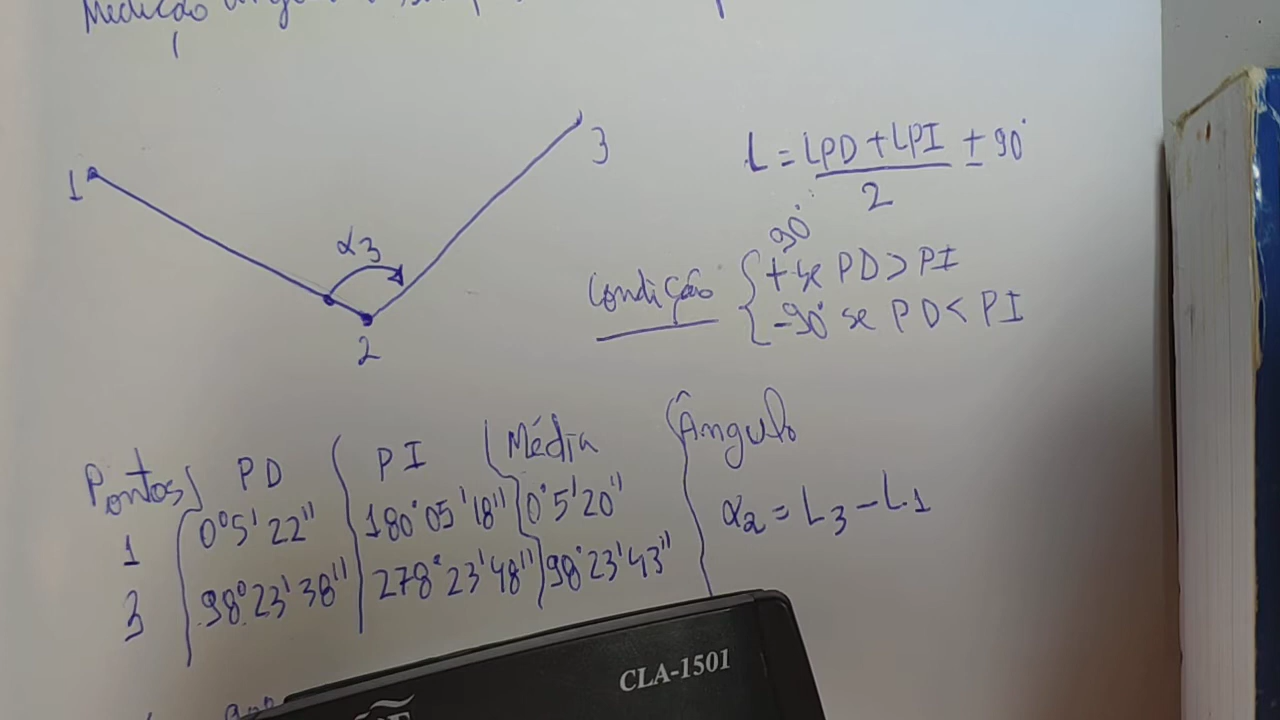 Medição
1
3
α3
2
L = LPD + LPI ± 90°
2
90°
Condição { + se PD > PI
-90° se PD < PI
Pontos PD PI Média Ângulo
1 0°5'22" 180°05'18" 0°5'20" α2 = L3 - L1
3 98°23'38" 278°23'48" 98°23'43"
CLA-1501